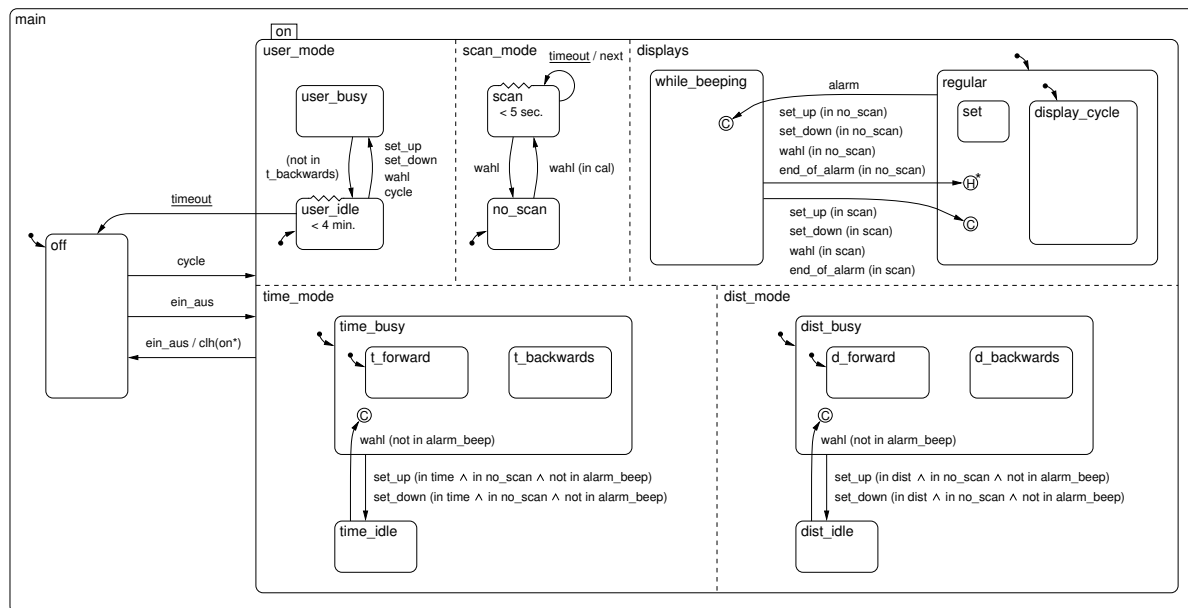 main
on
user_mode
scan_mode
displays
timeout / next
user_busy
scan
< 5 sec.
while_beeping
alarm
regular
C
set
display_cycle
set_up (in no_scan)
set_down (in no_scan)
wahl (in no_scan)
end_of_alarm (in no_scan)
(not in
t_backwards)
set_up
set_down
wahl
cycle
wahl
wahl (in cal)
H*
timeout
user_idle
< 4 min.
no_scan
C
set_up (in scan)
set_down (in scan)
wahl (in scan)
end_of_alarm (in scan)
off
cycle
ein_aus
ein_aus / clh(on*)
time_mode
dist_mode
time_busy
t_forward
t_backwards
C
wahl (not in alarm_beep)
set_up (in time ∧ in no_scan ∧ not in alarm_beep)
set_down (in time ∧ in no_scan ∧ not in alarm_beep)
time_idle
dist_busy
d_forward
d_backwards
C
wahl (not in alarm_beep)
set_up (in dist ∧ in no_scan ∧ not in alarm_beep)
set_down (in dist ∧ in no_scan ∧ not in alarm_beep)
dist_idle